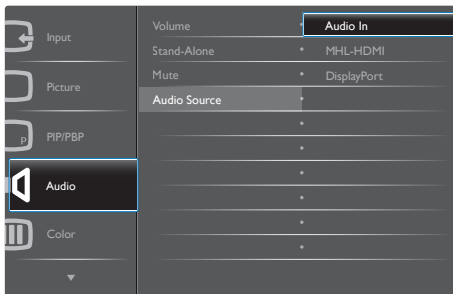 Input
Picture
P
PIP/PBP
Audio
Color
Volume
Stand-Alone
Mute
Audio Source
Audio In
MHL-HDMI
DisplayPort